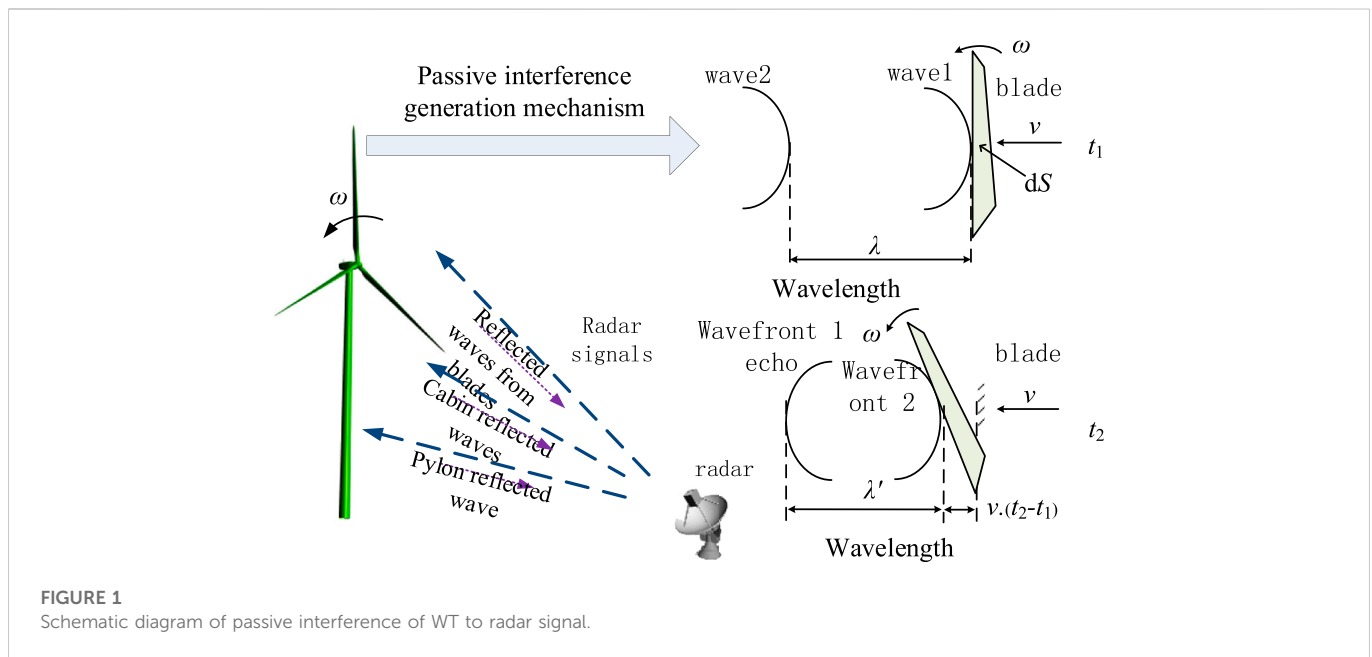 Passive interference
generation mechanism
ω
Reflected
waves from
blades
Cabin reflected
waves
Pylon reflected
wave
Radar
signals
radar
wave2
wave1
ω
blade
v
t1
dS
λ
Wavelength
Wavefront 1
echo
ω
Wavefr
ont 2
blade
v
t2
λ′
v.(t2-t1)
Wavelength
FIGURE 1
Schematic diagram of passive interference of WT to radar signal.